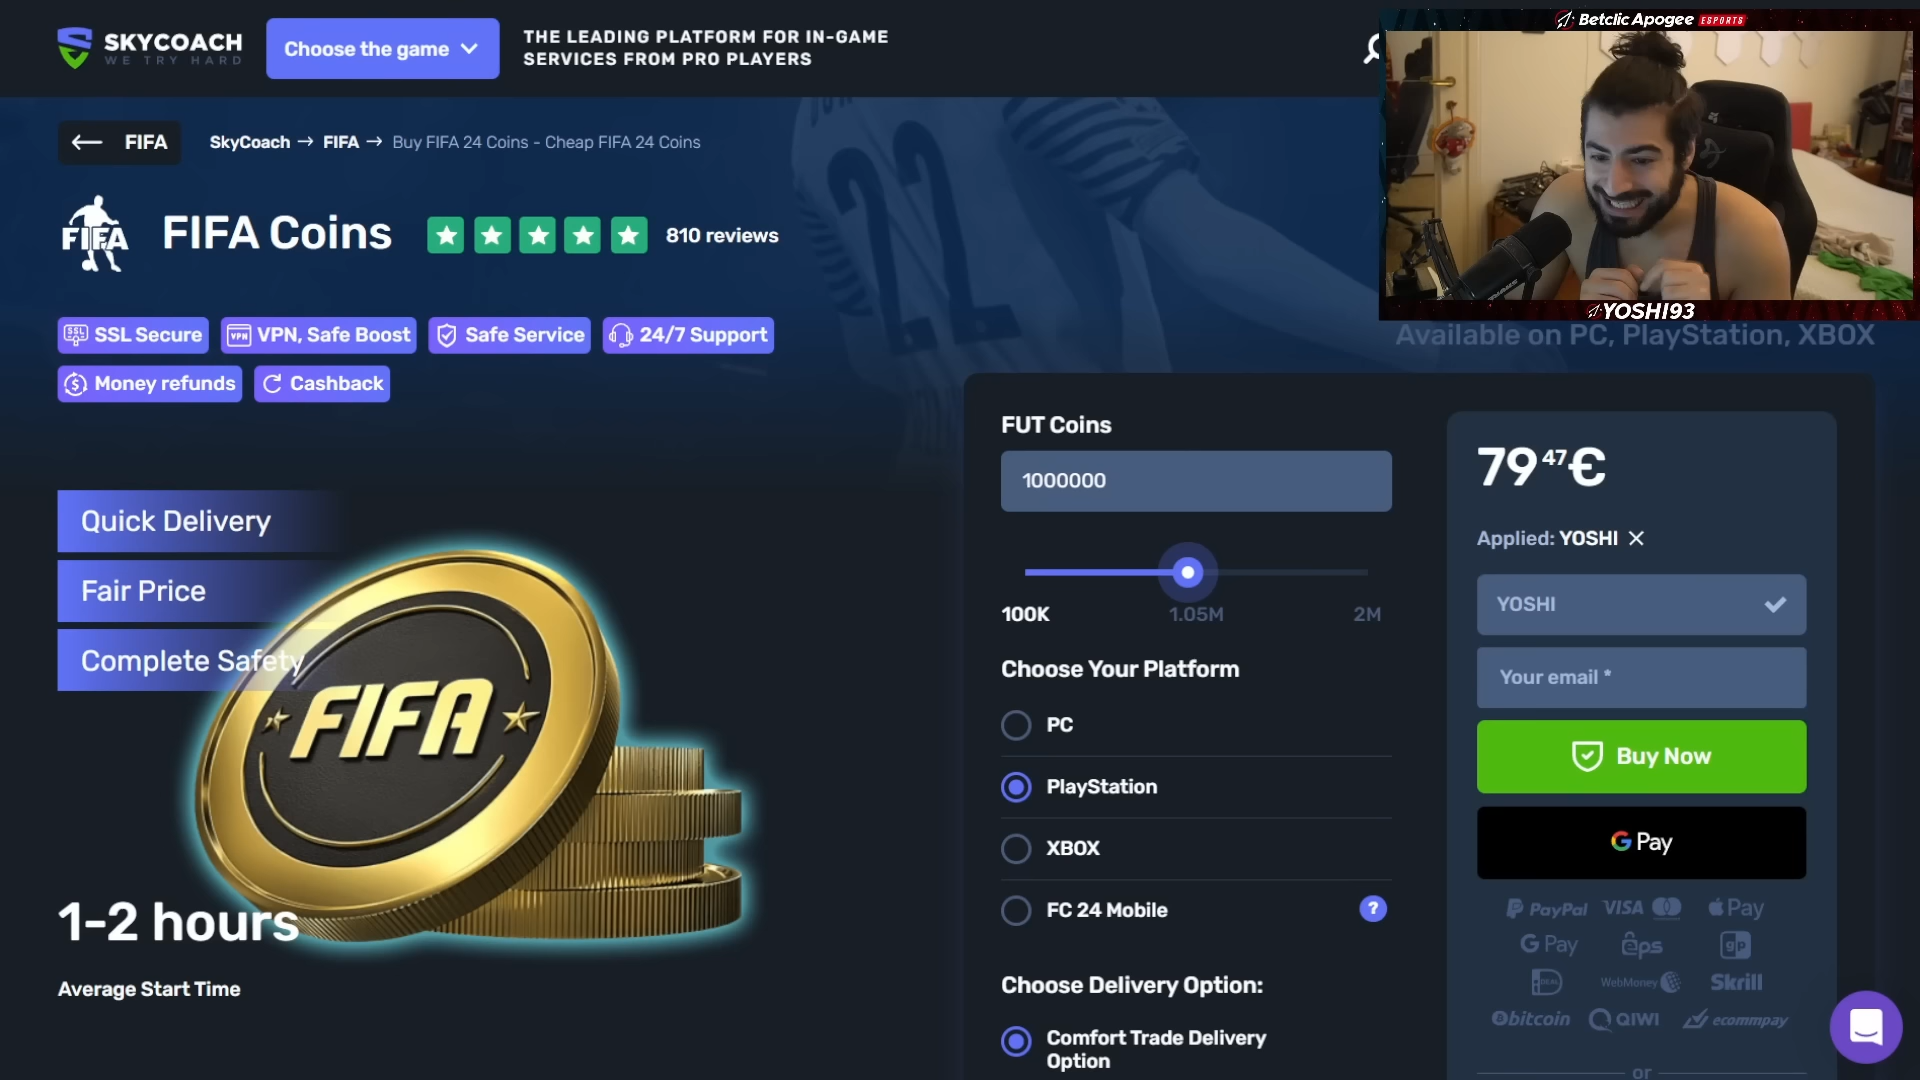 SKYCOACH
WE TRY HARD
Choose the game
THE LEADING PLATFORM FOR IN-GAME
SERVICES FROM PRO PLAYERS
Betclic Apogee ESPORTS
FIFA
SkyCoach → FIFA → Buy FIFA 24 Coins - Cheap FIFA 24 Coins
FIFA
FIFA Coins
810 reviews
22
YOSHI93
Available on PC, PlayStation, XBOX
SSL Secure
VPN, Safe Boost
Safe Service
24/7 Support
Money refunds
Cashback
Quick Delivery
Fair Price
Complete Safety
FIFA
1-2 hours
Average Start Time
FUT Coins
1000000
100K
1.05M
2M
Choose Your Platform
PC
PlayStation
XBOX
FC 24 Mobile
?
Choose Delivery Option:
Comfort Trade Delivery
Option
79 47 €
Applied: YOSHI
YOSHI
Your email *
Buy Now
G Pay
PayPal VISA Pay
G Pay eps gp
iDEAL WebMoney Skrill
bitcoin QIWI ecommpay
or